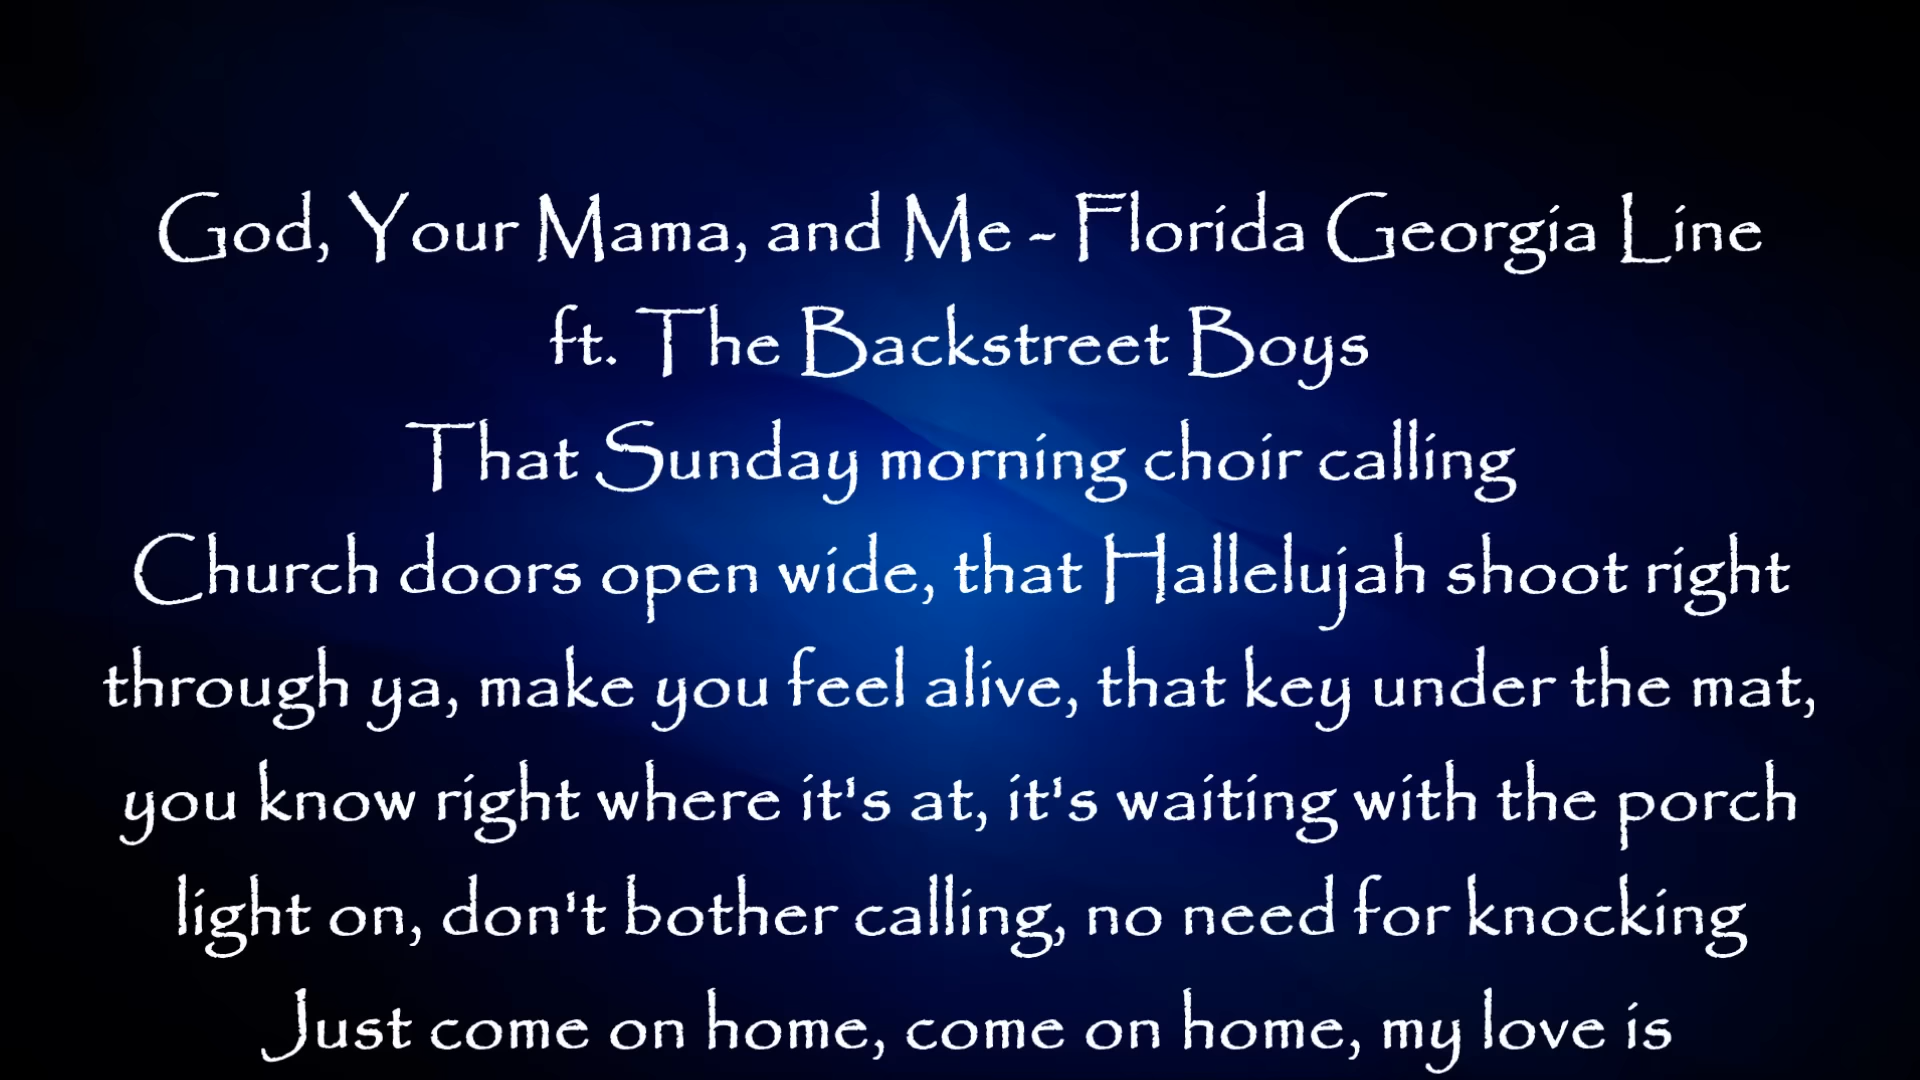 God, Your Mama, and Me - Florida Georgia Line
ft. The Backstreet Boys
That Sunday morning choir calling
Church doors open wide, that Hallelujah shoot right
through ya, make you feel alive, that key under the mat,
you know right where it's at, it's waiting with the porch
light on, don't bother calling, no need for knocking
Just come on home, come on home, my love is